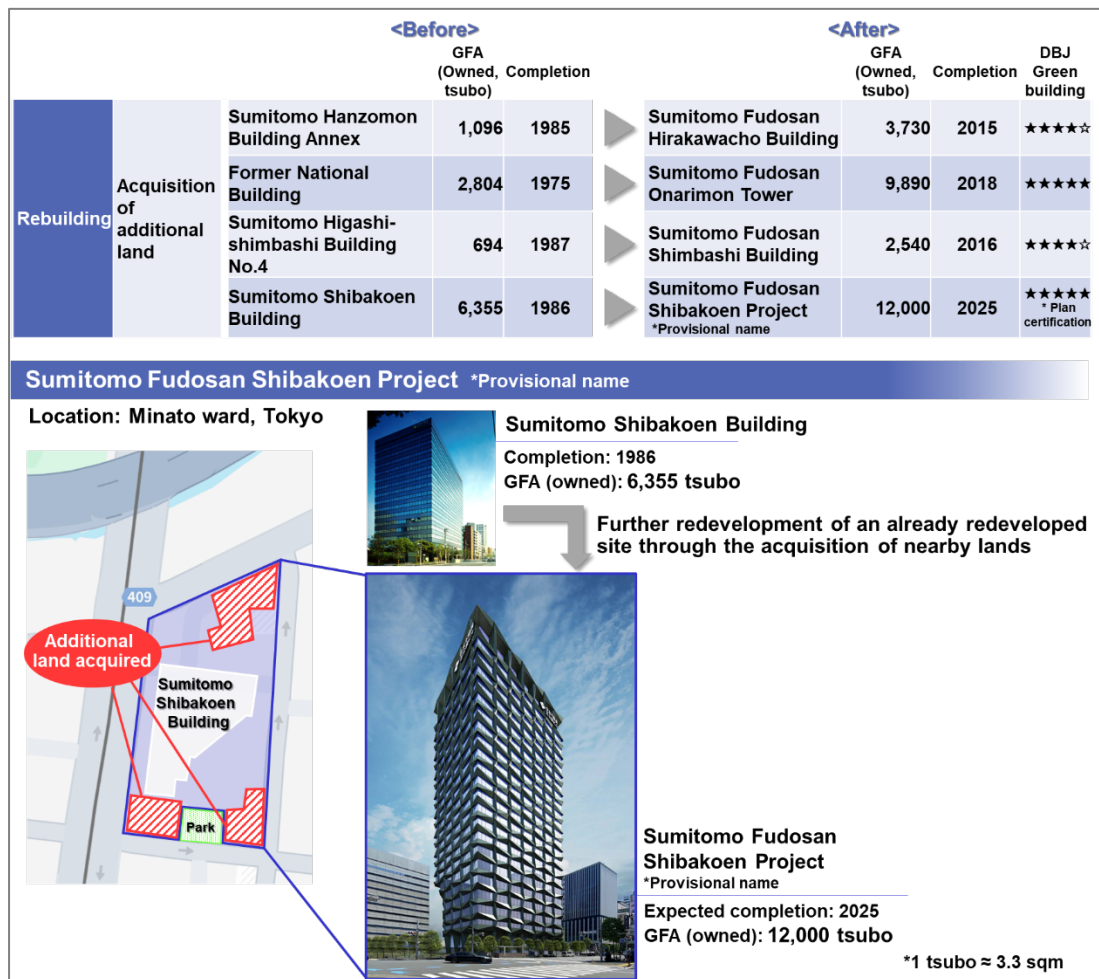 <Before>
<After>
GFA
(Owned,
tsubo)
Completion
GFA
(Owned,
tsubo)
Completion
DBJ
Green
building
Rebuilding
Acquisition
of
additional
land
Sumitomo Hanzomon
Building Annex
1,096
1985
Sumitomo Fudosan
Hirakawacho Building
3,730
2015
★★★★☆
Former National
Building
2,804
1975
Sumitomo Fudosan
Onarimon Tower
9,890
2018
★★★★★
Sumitomo Higashi-
shimbashi Building
No.4
694
1987
Sumitomo Fudosan
Shimbashi Building
2,540
2016
★★★★☆
Sumitomo Shibakoen
Building
6,355
1986
Sumitomo Fudosan
Shibakoen Project
*Provisional name
12,000
2025
★★★★★
* Plan
certification
Sumitomo Fudosan Shibakoen Project *Provisional name
Location: Minato ward, Tokyo
409
Additional
land acquired
Sumitomo
Shibakoen
Building
Park
Sumitomo Shibakoen Building
Completion: 1986
GFA (owned): 6,355 tsubo
Further redevelopment of an already redeveloped
site through the acquisition of nearby lands
Sumitomo Fudosan
Shibakoen Project
*Provisional name
Expected completion: 2025
GFA (owned): 12,000 tsubo
*1 tsubo ≈ 3.3 sqm